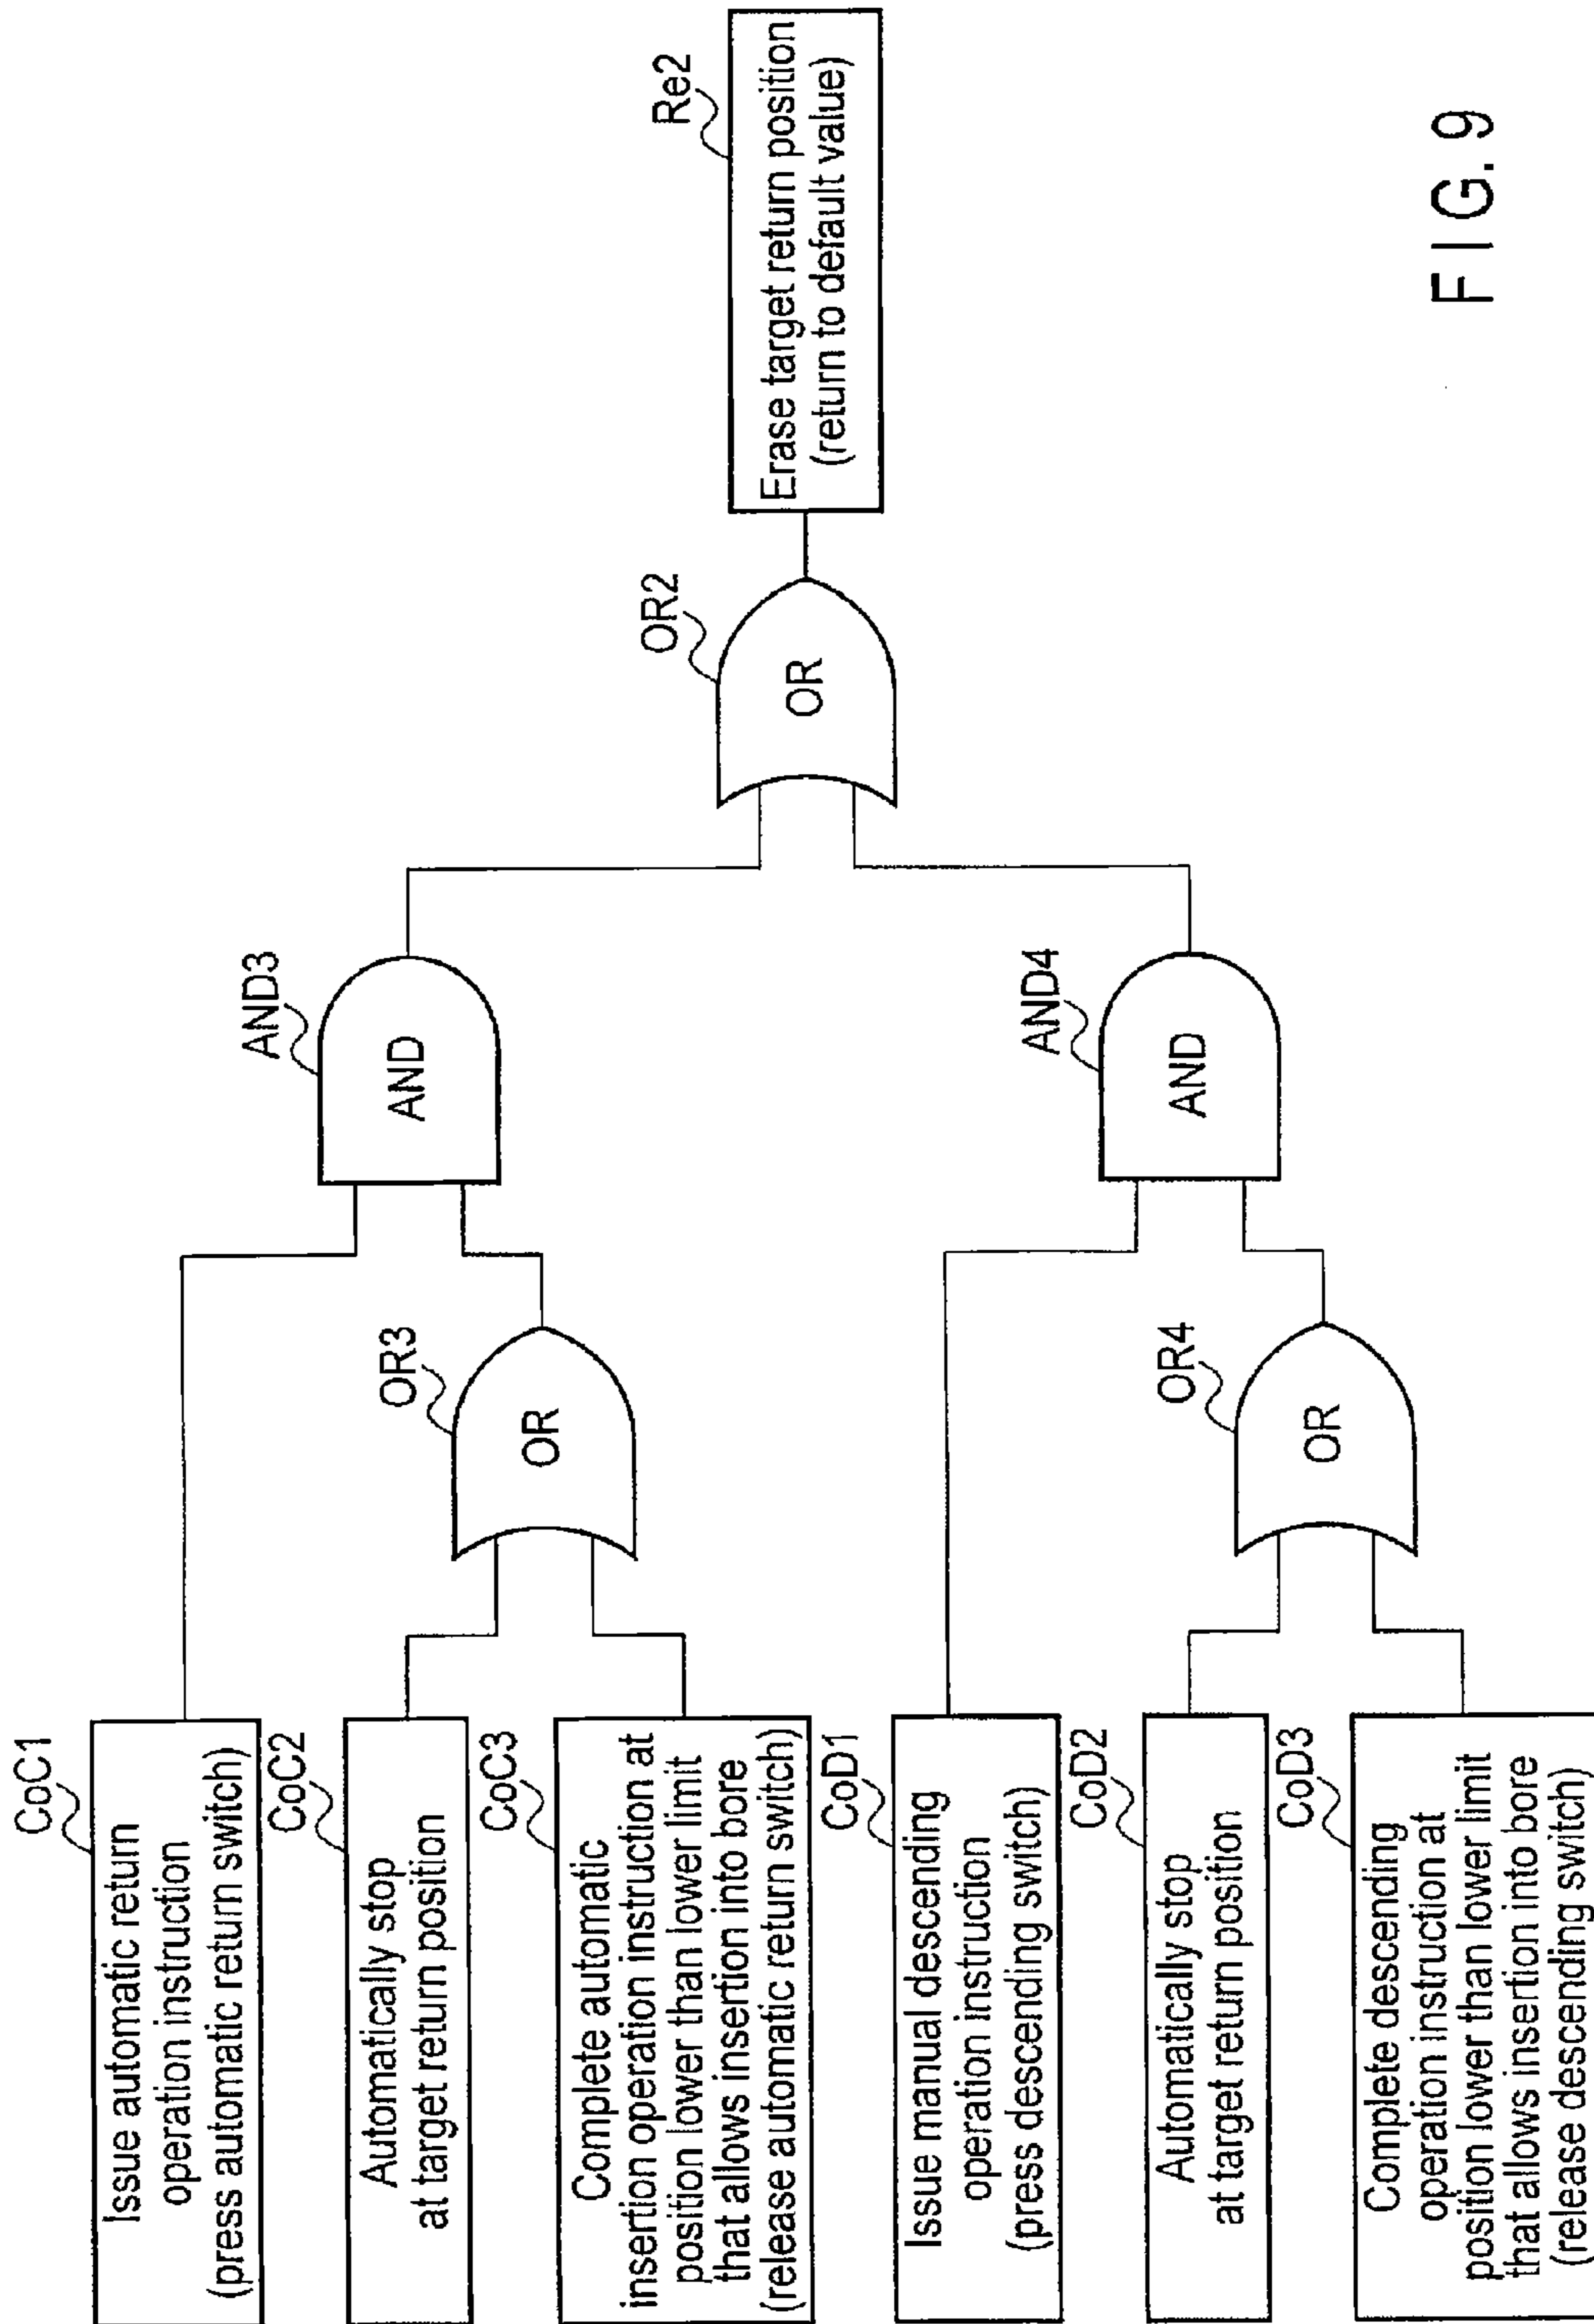 CoC1
Issue automatic return
operation instruction
(press automatic return switch)
CoC2
Automatically stop
at target return position
CoC3
Complete automatic
insertion operation instruction at
position lower than lower limit
that allows insertion into bore
(release automatic return switch)
CoD1
Issue manual descending
operation instruction
(press descending switch)
CoD2
Automatically stop
at target return position
CoD3
Complete descending
operation instruction at
position lower than lower limit
that allows insertion into bore
(release descending switch)
OR3
OR
OR4
OR
AND3
AND
AND4
AND
OR2
OR
Re2
Erase target return position
(return to default value)
FIG. 9